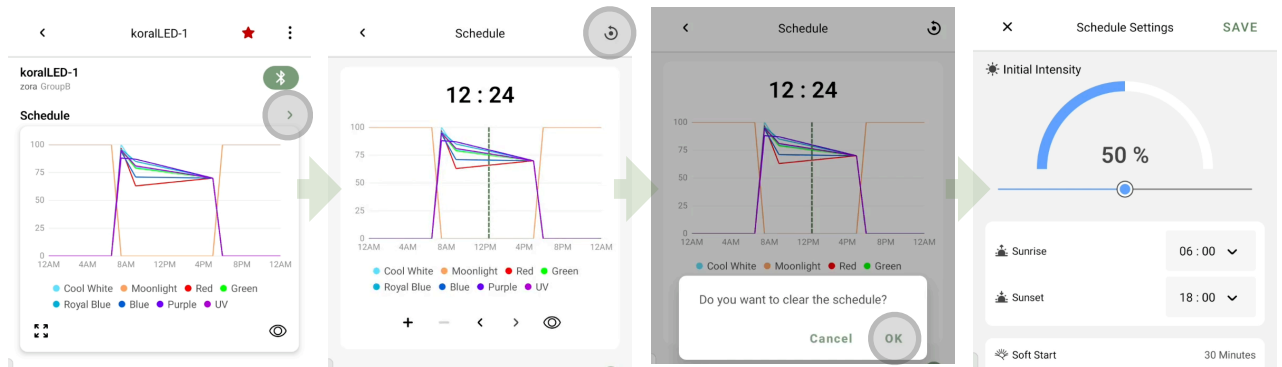 koralLED-1
koralLED-1
zora GroupB
Schedule
100
75
50
25
0
12AM 4AM 8AM 12PM 4PM 8PM 12AM
Cool White Moonlight Red Green
Royal Blue Blue Purple UV
Schedule
12 : 24
100
75
50
25
0
12AM 4AM 8AM 12PM 4PM 8PM 12AM
Cool White Moonlight Red Green
Royal Blue Blue Purple UV
Schedule
12 : 24
100
75
50
25
0
12AM 4AM 8AM 12PM 4PM 8PM 12AM
Cool White Moonlight Red Green
Do you want to clear the schedule?
Cancel OK
Schedule Settings SAVE
Initial Intensity
50 %
Sunrise 06 : 00
Sunset 18 : 00
Soft Start 30 Minutes